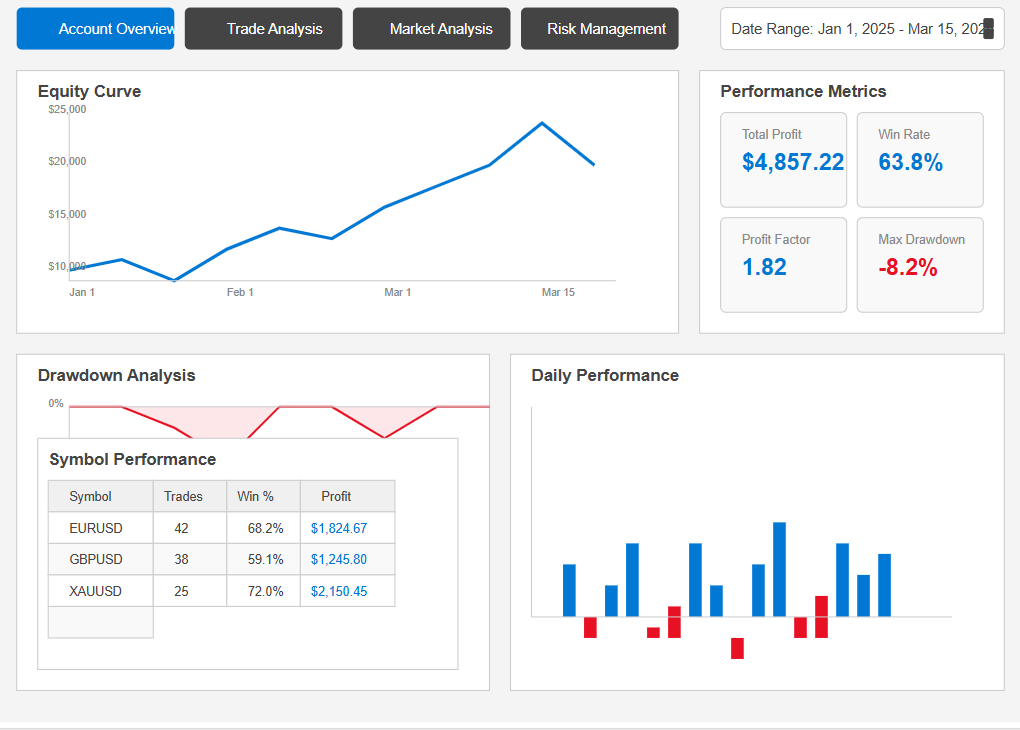 Account Overview
Trade Analysis
Market Analysis
Risk Management
Date Range: Jan 1, 2025 - Mar 15, 202
Equity Curve
$25,000
$20,000
$15,000
$10,000
Jan 1
Feb 1
Mar 1
Mar 15
Performance Metrics
Total Profit
$4,857.22
Win Rate
63.8%
Profit Factor
1.82
Max Drawdown
-8.2%
Drawdown Analysis
0%
Symbol Performance
Symbol Trades Win % Profit
EURUSD 42 68.2% $1,824.67
GBPUSD 38 59.1% $1,245.80
XAUUSD 25 72.0% $2,150.45
Daily Performance